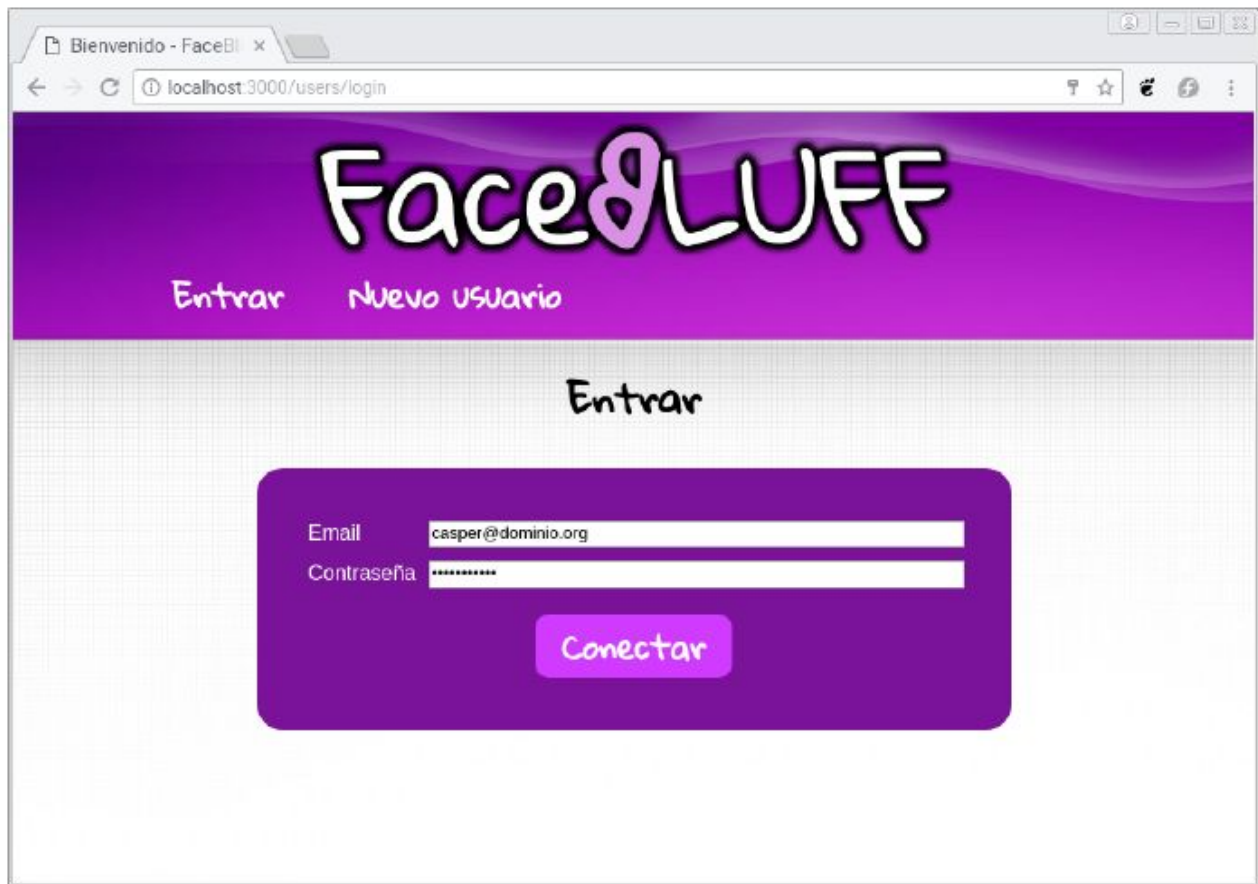 Bienvenido - FaceBl
localhost:3000/users/login
FaceBLUFF
Entrar Nuevo usuario
Entrar
Email casper@dominio.org
Contraseña •••••••••••
Conectar